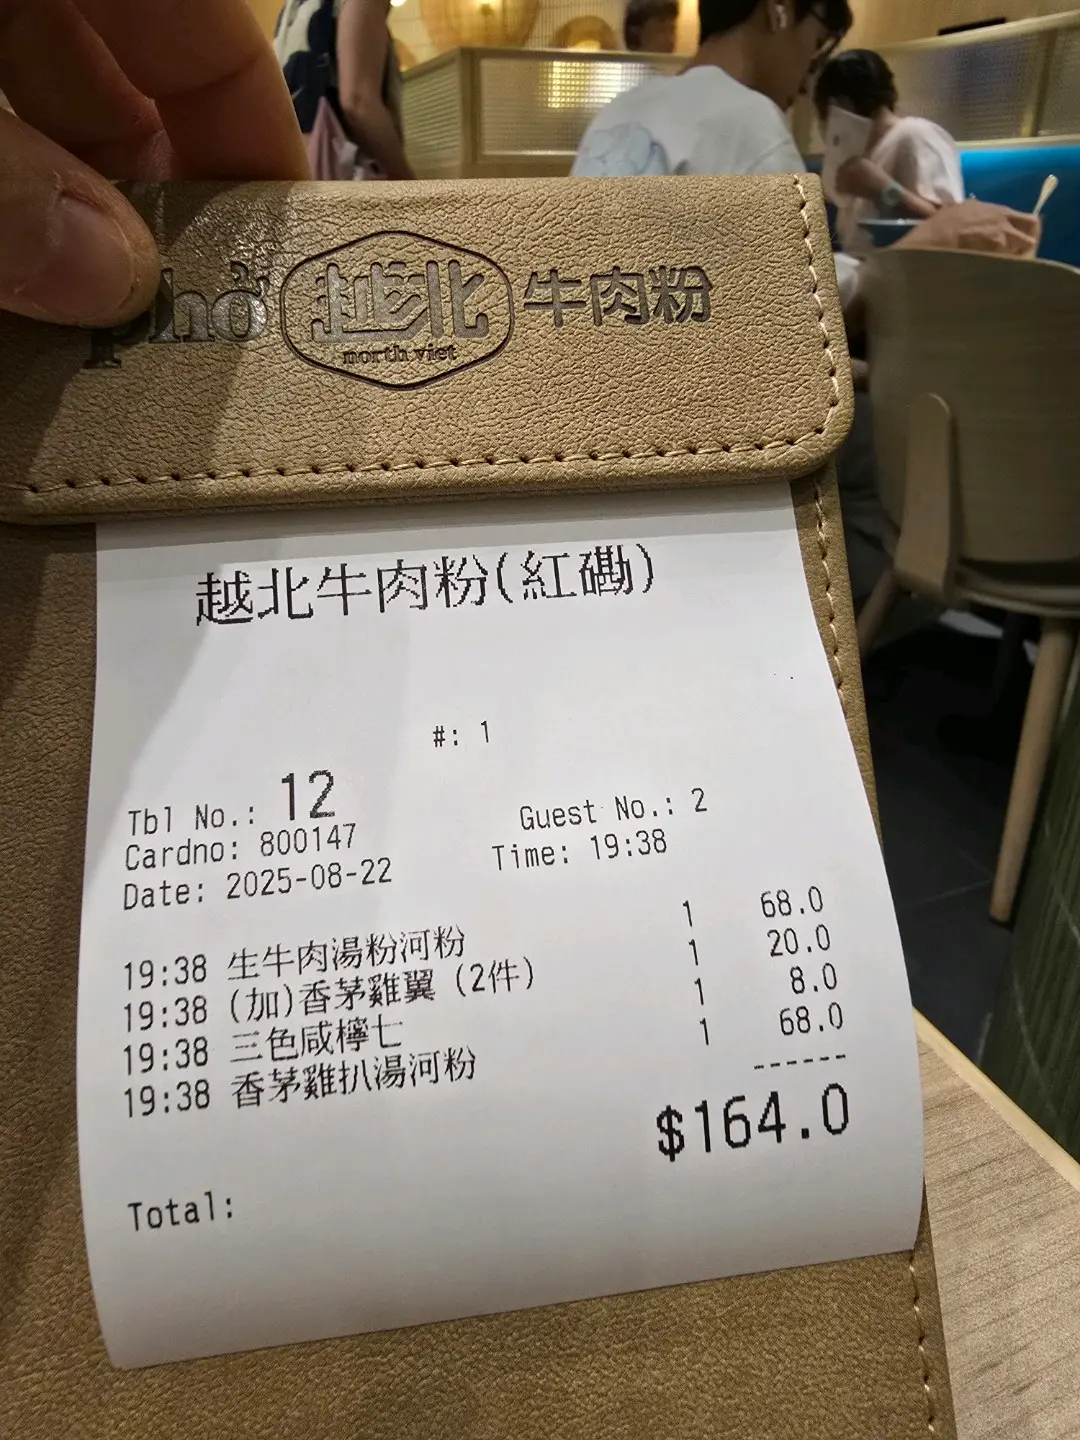 phở 越北 牛肉粉
north viet
越北牛肉粉(紅磡)
#: 1
Tbl No.: 12 Guest No.: 2
Cardno: 800147 Time: 19:38
Date: 2025-08-22
19:38 生牛肉湯粉河粉 1 68.0
19:38 (加)香茅雞翼 (2件) 1 20.0
19:38 三色咸檸七 1 8.0
19:38 香茅雞扒湯河粉 1 68.0
------
$164.0
Total: